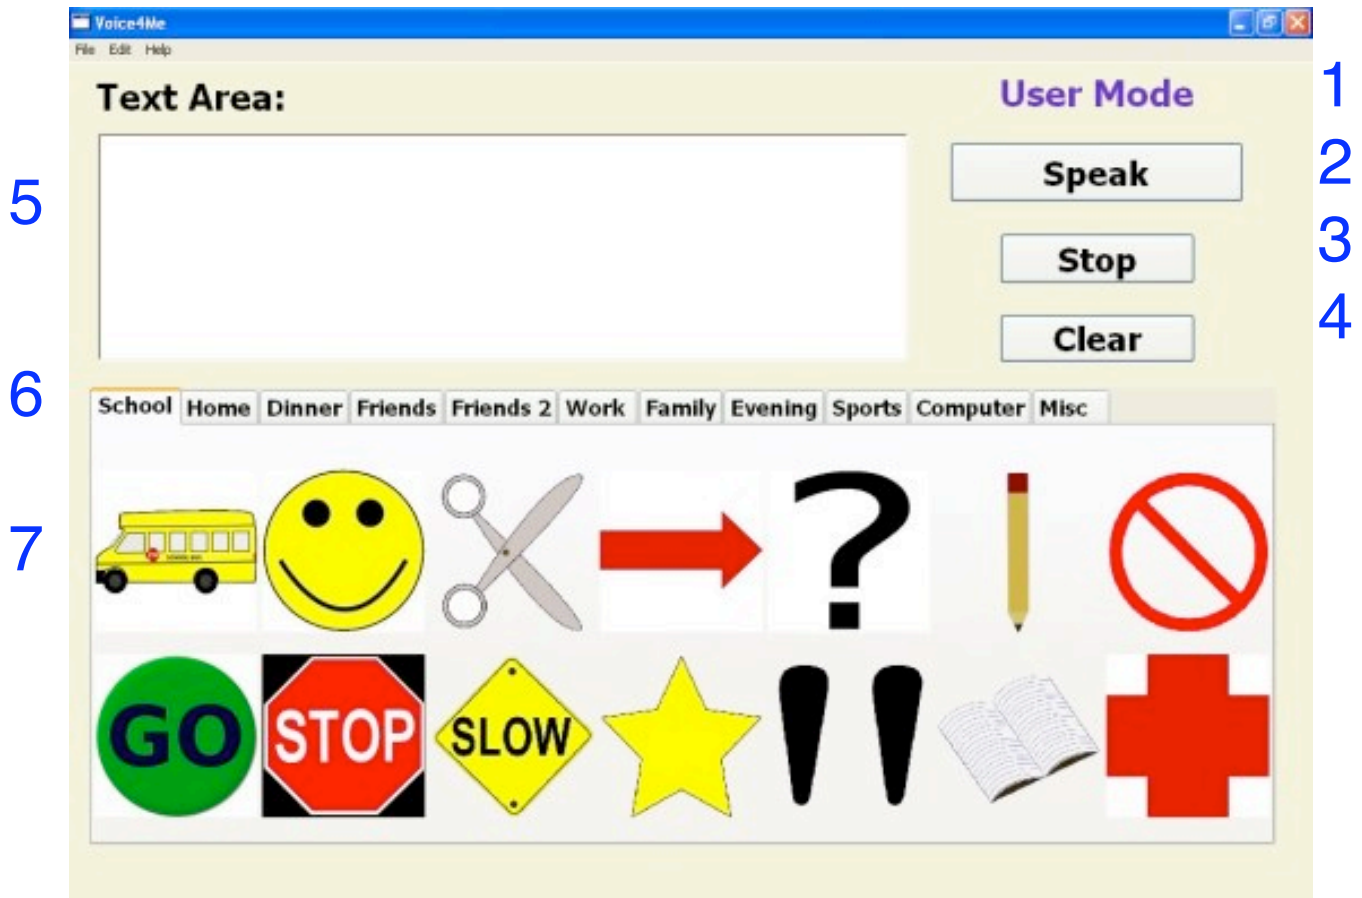 Voice4Me
File Edit Help
Text Area:
User Mode
1
Speak
2
5
Stop
3
Clear
4
6
School Home Dinner Friends Friends 2 Work Family Evening Sports Computer Misc
7
?
GO
STOP
SLOW
"